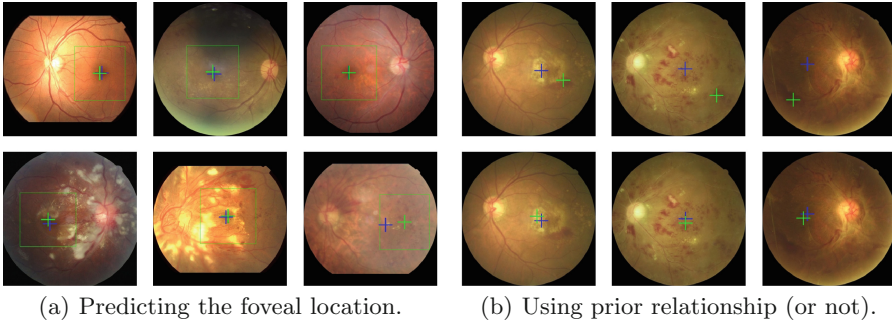 (a) Predicting the foveal location.
(b) Using prior relationship (or not).